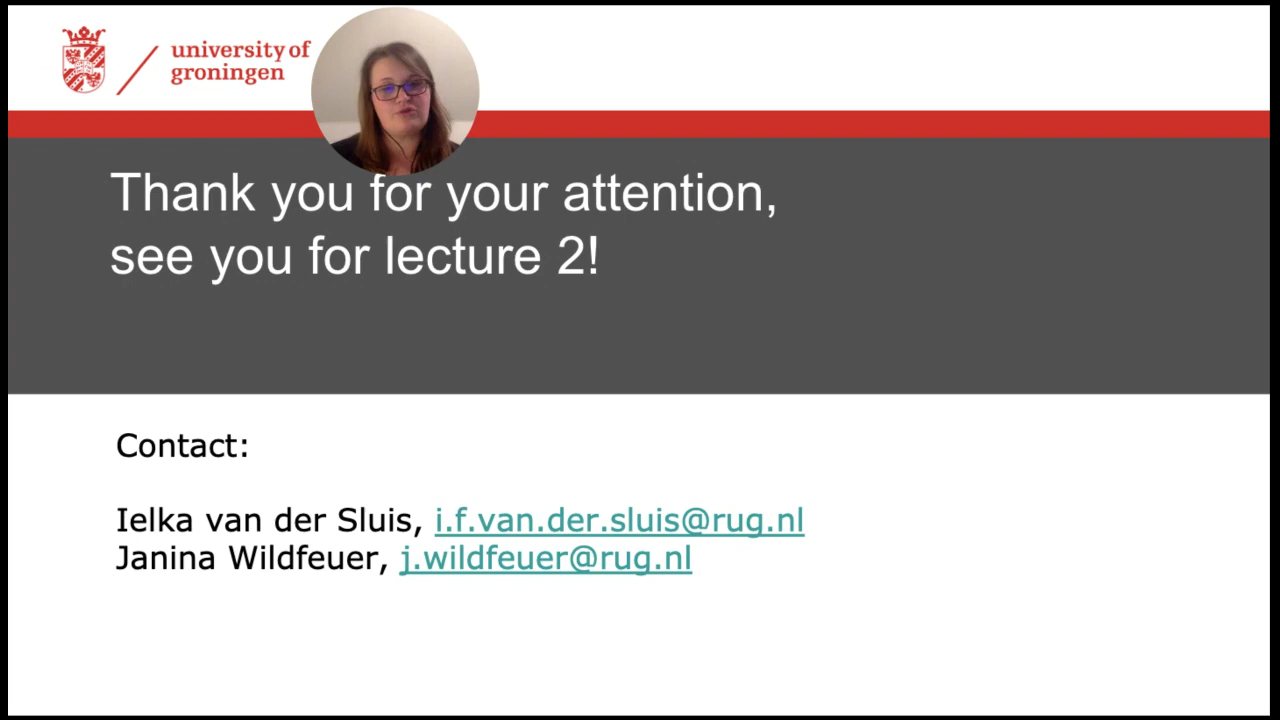 university of
groningen
Thank you for your attention,
see you for lecture 2!
Contact:
Ielka van der Sluis, i.f.van.der.sluis@rug.nl
Janina Wildfeuer, j.wildfeuer@rug.nl